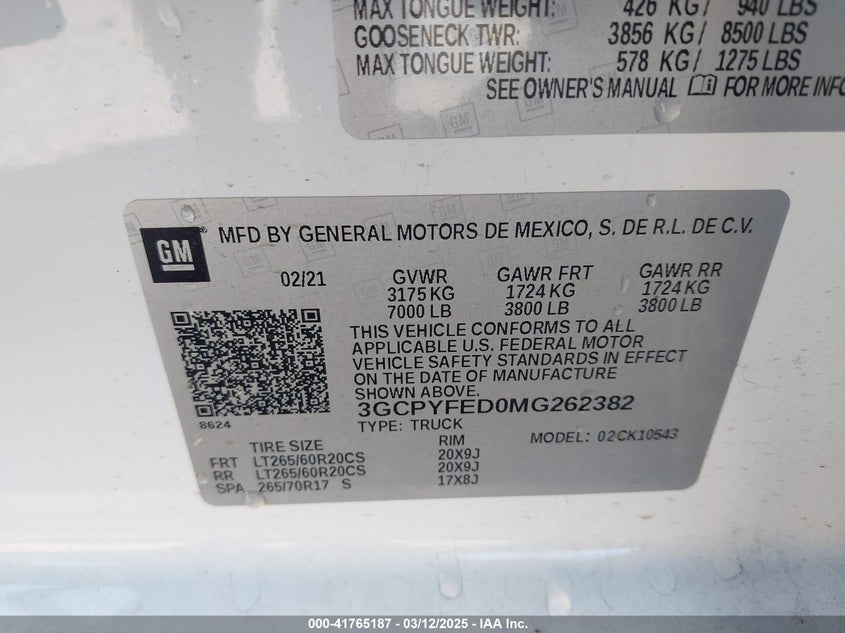 MAX TONGUE WEIGHT: 426 KG/ 940 LBS
GOOSENECK TWR: 3856 KG/ 8500 LBS
MAX TONGUE WEIGHT: 578 KG/ 1275 LBS
SEE OWNER'S MANUAL FOR MORE INFO
GM MFD BY GENERAL MOTORS DE MEXICO, S. DE R.L. DE C.V.
02/21 GVWR GAWR FRT GAWR RR
3175 KG 1724 KG 1724 KG
7000 LB 3800 LB 3800 LB
THIS VEHICLE CONFORMS TO ALL
APPLICABLE U.S. FEDERAL MOTOR
VEHICLE SAFETY STANDARDS IN EFFECT
ON THE DATE OF MANUFACTURE
SHOWN ABOVE.
8624
3GCPYFED0MG262382
TYPE: TRUCK MODEL: 02CK10543
TIRE SIZE RIM
FRT LT265/60R20CS 20X9J
RR LT265/60R20CS 20X9J
SPA 265/70R17 S 17X8J
000-41765187 - 03/12/2025 - IAA Inc.